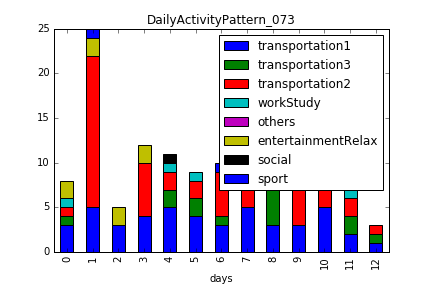 DailyActivityPattern_073
25
20
15
10
5
0
transportation1
transportation3
transportation2
workStudy
others
entertainmentRelax
social
sport
0 1 2 3 4 5 6 7 8 9 10 11 12
days